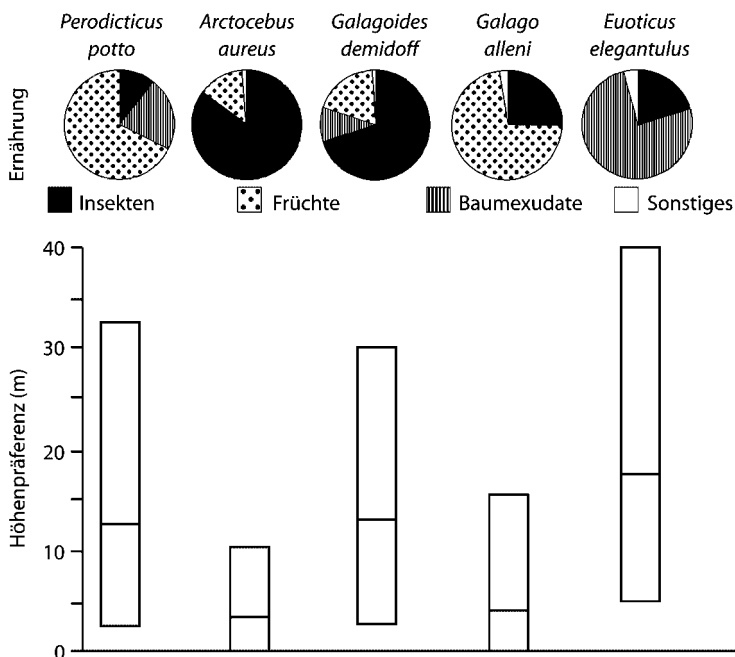 Perodicticus potto
Arctocebus aureus
Galagoides demidoff
Galago alleni
Euoticus elegantulus
Ernährung
Insekten
Früchte
Baumexudate
Sonstiges
Höhenpräferenz (m)
40
30
20
10
0